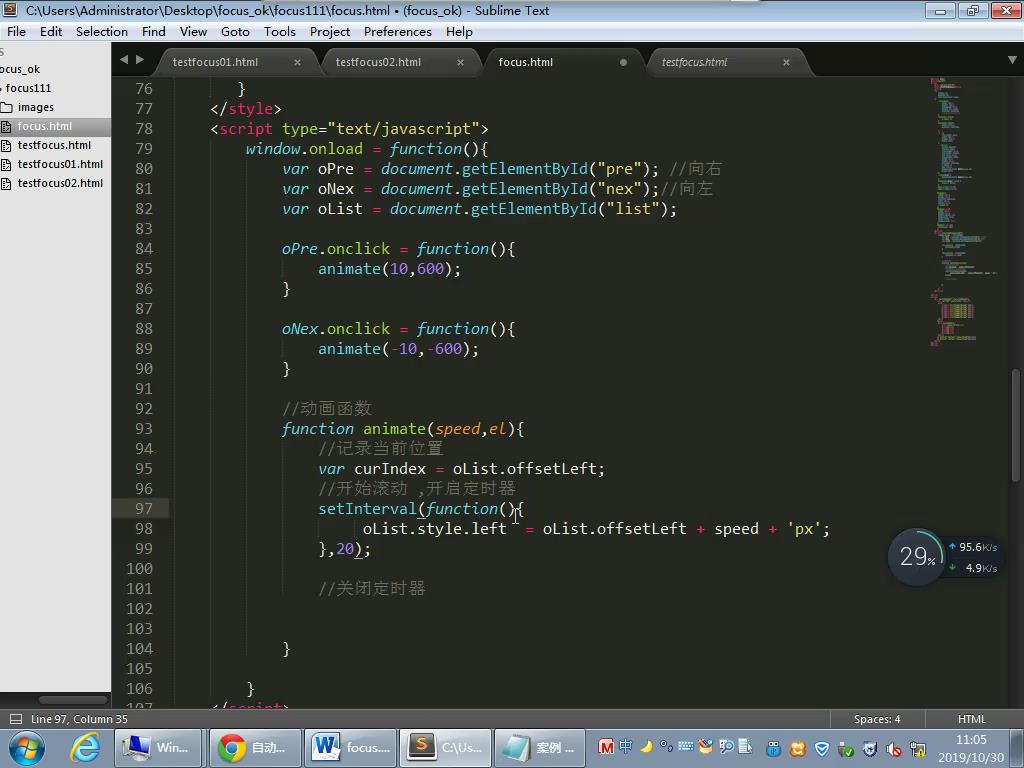 C:\Users\Administrator\Desktop\focus_ok\focus111\focus.html • (focus_ok) - Sublime Text
File Edit Selection Find View Goto Tools Project Preferences Help
testfocus01.html × testfocus02.html × focus.html testfocus.html ×
S
ocus_ok
focus111
images
focus.html
testfocus.html
testfocus01.html
testfocus02.html
76 }
77 </style>
78 <script type="text/javascript">
79 window.onload = function(){
80 var oPre = document.getElementById("pre"); //向右
81 var oNex = document.getElementById("nex");//向左
82 var oList = document.getElementById("list");
83
84 oPre.onclick = function(){
85 animate(10,600);
86 }
87
88 oNex.onclick = function(){
89 animate(-10,-600);
90 }
91
92 //动画函数
93 function animate(speed,el){
94 //记录当前位置
95 var curIndex = oList.offsetLeft;
96 //开始滚动 ,开启定时器
97 setInterval(function(){
98 oList.style.left = oList.offsetLeft + speed + 'px';
99 },20);
100
101 //关闭定时器
102
103
104 }
105
106 }
107 </script>
29% 95.6K/s
4.9K/s
Line 97, Column 35 Spaces: 4 HTML
Win... 自动... focus.... C:\Us... 案例 ... 中 11:05
2019/10/30